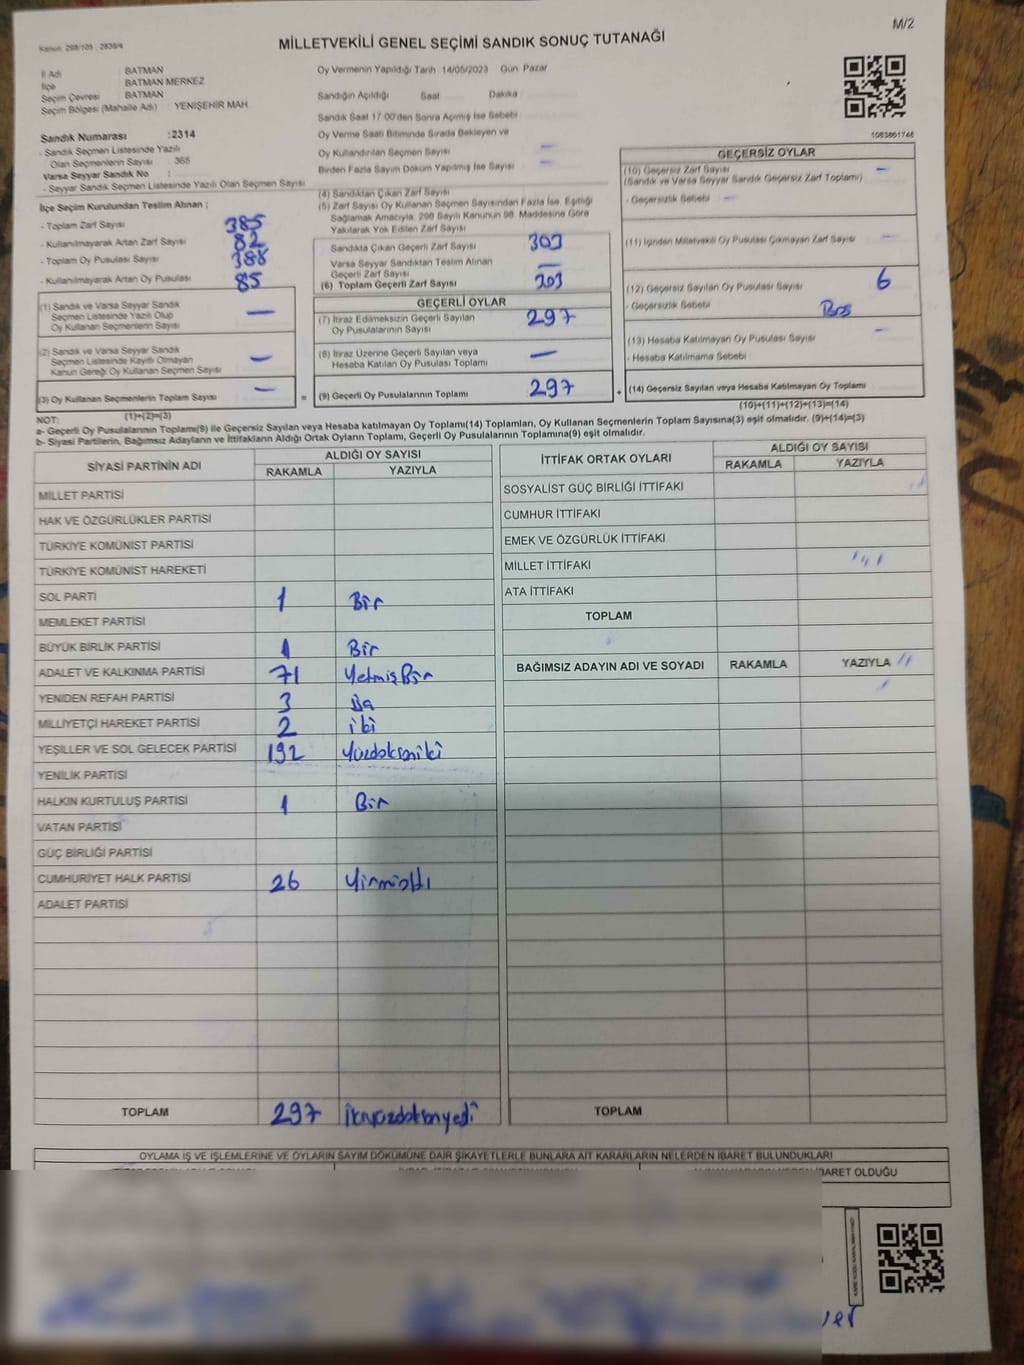 M/2
Kanun: 298/105 , 2839/4
MİLLETVEKİLİ GENEL SEÇİMİ SANDIK SONUÇ TUTANAĞI
İl Adı : BATMAN
İlçe : BATMAN MERKEZ
Seçim Çevresi : BATMAN
Seçim Bölgesi (Mahalle Adı) : YENİŞEHİR MAH.
Sandık Numarası :2314
- Sandık Seçmen Listesinde Yazılı
Olan Seçmenlerin Sayısı : 365
Varsa Seyyar Sandık No :
- Seyyar Sandık Seçmen Listesinde Yazılı Olan Seçmen Sayısı
İlçe Seçim Kurulundan Teslim Alınan ;
- Toplam Zarf Sayısı 385
- Kullanılmayarak Artan Zarf Sayısı 82
- Toplam Oy Pusulası Sayısı 388
- Kullanılmayarak Artan Oy Pusulası 85
(1) Sandık ve Varsa Seyyar Sandık
Seçmen Listesinde Yazılı Olup
Oy Kullanan Seçmenlerin Sayısı —
(2) Sandık ve Varsa Seyyar Sandık
Seçmen Listesinde Kayıtlı Olmayan
Kanun Gereği Oy Kullanan Seçmen Sayısı —
(3) Oy Kullanan Seçmenlerin Toplam Sayısı —
(1)+(2)=(3)
Oy Vermenin Yapıldığı Tarih :14/05/2023 Gün: Pazar
Sandığın Açıldığı Saat Dakika
Sandık Saat 17 00'den Sonra Açılmış İse Sebebi
Oy Verme Saati Bitiminde Sırada Bekleyen ve
Oy Kullandırılan Seçmen Sayısı —
Birden Fazla Sayım Döküm Yapılmış İse Sayısı —
(4) Sandıktan Çıkan Zarf Sayısı
(5) Zarf Sayısı Oy Kullanan Seçmen Sayısından Fazla İse, Eşitliği
Sağlamak Amacıyla, 298 Sayılı Kanunun 98. Maddesine Göre
Yakılarak Yok Edilen Zarf Sayısı
Sandıkta Çıkan Geçerli Zarf Sayısı 303
Varsa Seyyar Sandıktan Teslim Alınan
Geçerli Zarf Sayısı —
(6) Toplam Geçerli Zarf Sayısı 303
GEÇERLİ OYLAR
(7) İtiraz Edilmeksizin Geçerli Sayılan
Oy Pusulalarının Sayısı 297
(8) İtiraz Üzerine Geçerli Sayılan veya
Hesaba Katılan Oy Pusulası Toplamı —
= (9) Geçerli Oy Pusulalarının Toplamı 297 +
1083861748
GEÇERSİZ OYLAR
(10) Geçersiz Zarf Sayısı —
(Sandık ve Varsa Seyyar Sandık Geçersiz Zarf Toplamı)
- Geçersizlik Sebebi —
(11) İçinden Milletvekili Oy Pusulası Çıkmayan Zarf Sayısı —
(12) Geçersiz Sayılan Oy Pusulası Sayısı 6
- Geçersizlik Sebebi Boş
(13) Hesaba Katılmayan Oy Pusulası Sayısı —
- Hesaba Katılmama Sebebi
(14) Geçersiz Sayılan veya Hesaba Katılmayan Oy Toplamı
(10)+(11)+(12)+(13)=(14)
NOT:
a- Geçerli Oy Pusulalarının Toplamı(9) ile Geçersiz Sayılan veya Hesaba Katılmayan Oy Toplamı(14) Toplamları, Oy Kullanan Seçmenlerin Toplam Sayısına(3) eşit olmalıdır. (9)+(14)=(3)
b- Siyasi Partilerin, Bağımsız Adayların ve İttifakların Aldığı Ortak Oyların Toplamı, Geçerli Oy Pusulalarının Toplamına(9) eşit olmalıdır.
SİYASİ PARTİNİN ADI ALDIĞI OY SAYISI
RAKAMLA YAZIYLA
MİLLET PARTİSİ
HAK VE ÖZGÜRLÜKLER PARTİSİ
TÜRKİYE KOMÜNİST PARTİSİ
TÜRKİYE KOMÜNİST HAREKETİ
SOL PARTİ 1 Bir
MEMLEKET PARTİSİ
BÜYÜK BİRLİK PARTİSİ 1 Bir
ADALET VE KALKINMA PARTİSİ 71 YetmişBir
YENİDEN REFAH PARTİSİ 3
MİLLİYETÇİ HAREKET PARTİSİ 2 iki
YEŞİLLER VE SOL GELECEK PARTİSİ 192 Yüzdoksaniki
YENİLİK PARTİSİ
HALKIN KURTULUŞ PARTİSİ 1 Bir
VATAN PARTİSİ
GÜÇ BİRLİĞİ PARTİSİ
CUMHURİYET HALK PARTİSİ 26 Yirmialtı
ADALET PARTİSİ
TOPLAM 297 ikiyüzdoksanyedi
İTTİFAK ORTAK OYLARI ALDIĞI OY SAYISI
RAKAMLA YAZIYLA
SOSYALİST GÜÇ BİRLİĞİ İTTİFAKI
CUMHUR İTTİFAKI
EMEK VE ÖZGÜRLÜK İTTİFAKI
MİLLET İTTİFAKI
ATA İTTİFAKI
TOPLAM
BAĞIMSIZ ADAYIN ADI VE SOYADI RAKAMLA YAZIYLA
TOPLAM
OYLAMA İŞ VE İŞLEMLERİNE VE OYLARIN SAYIM DÖKÜMÜNE DAİR ŞİKAYETLERLE BUNLARA AİT KARARLARIN NELERDEN İBARET BULUNDUKLARI
İBARET OLDUĞU